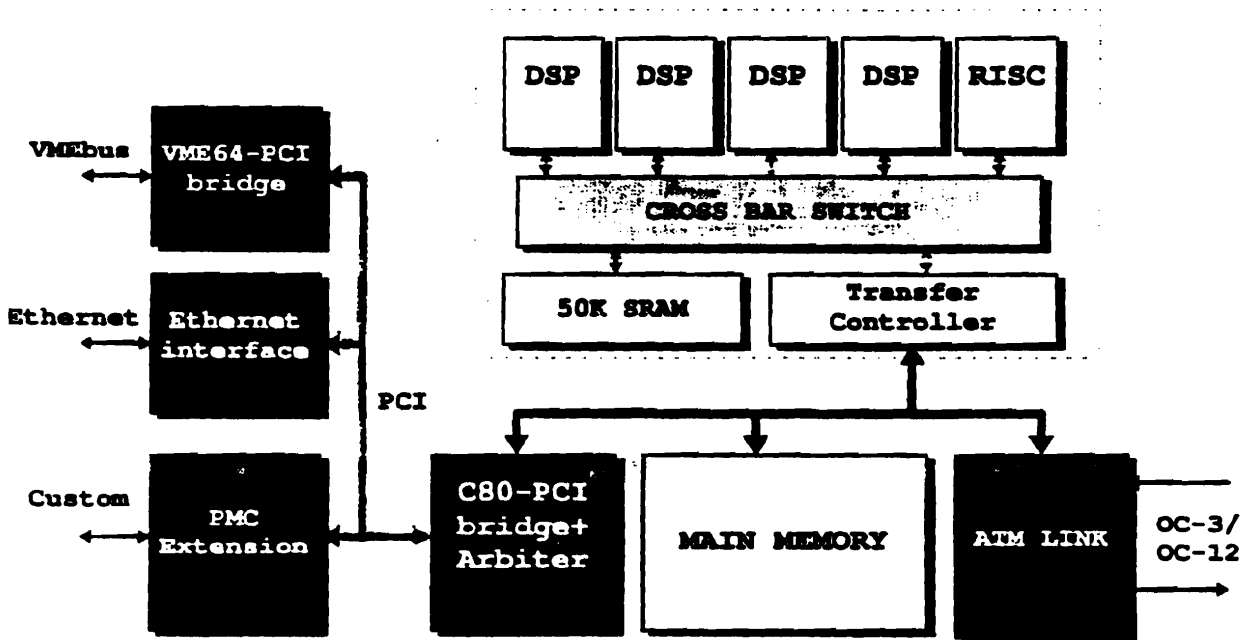 DSP
DSP
DSP
DSP
RISC
VMEbus
VME64-PCI
bridge
CROSS BAR SWITCH
Ethernet
Ethernet
interface
50K SRAM
Transfer
Controller
PCI
Custom
PMC
Extension
C80-PCI
bridge+
Arbiter
MAIN MEMORY
ATM LINK
OC-3/
OC-12